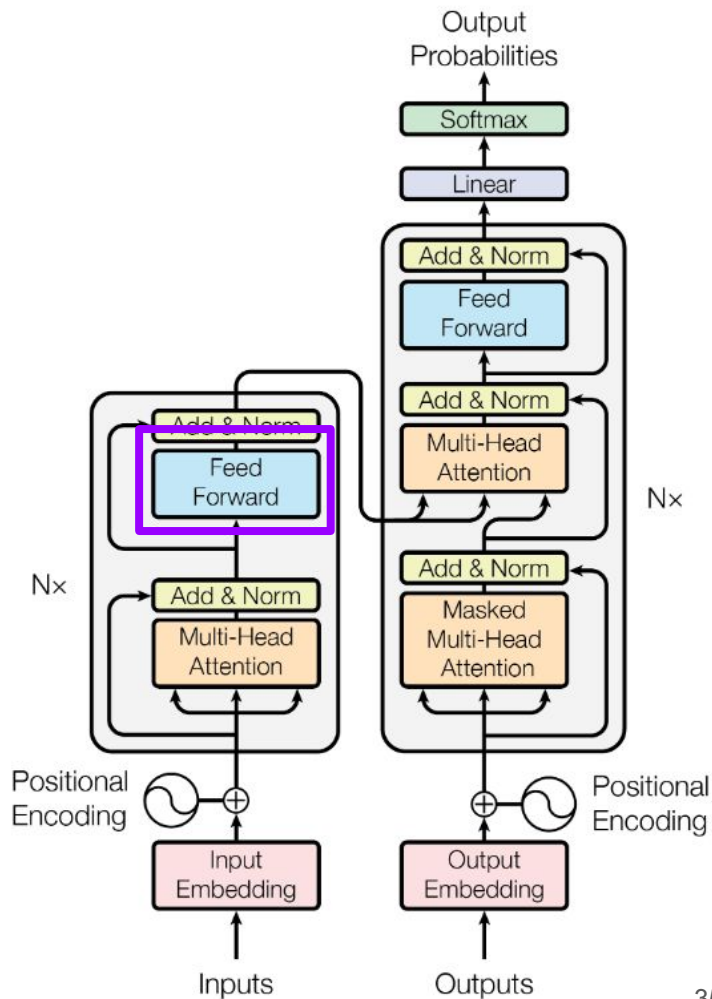 Output
Probabilities
Softmax
Linear
Add & Norm
Feed
Forward
Add & Norm
Multi-Head
Attention
Add & Norm
Masked
Multi-Head
Attention
Nx
Add & Norm
Feed
Forward
Add & Norm
Multi-Head
Attention
Nx
Positional
Encoding
Positional
Encoding
Input
Embedding
Output
Embedding
Inputs
Outputs